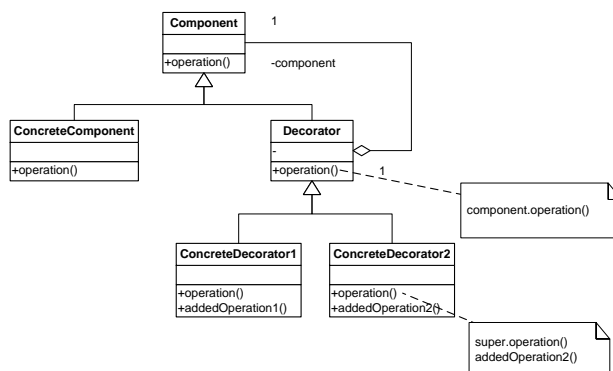 Component
1
+operation()
-component
ConcreteComponent
Decorator
-
+operation()
+operation()
1
component.operation()
ConcreteDecorator1
ConcreteDecorator2
+operation()
+addedOperation1()
+operation()
+addedOperation2()
super.operation()
addedOperation2()